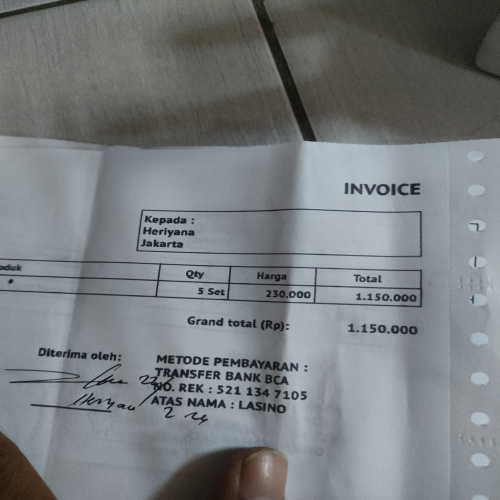 INVOICE
Kepada :
Heriyana
Jakarta
oduk Qty Harga Total
5 Set 230.000 1.150.000
Grand total (Rp): 1.150.000
Diterima oleh:
METODE PEMBAYARAN :
TRANSFER BANK BCA
NO. REK : 521 134 7105
ATAS NAMA : LASINO